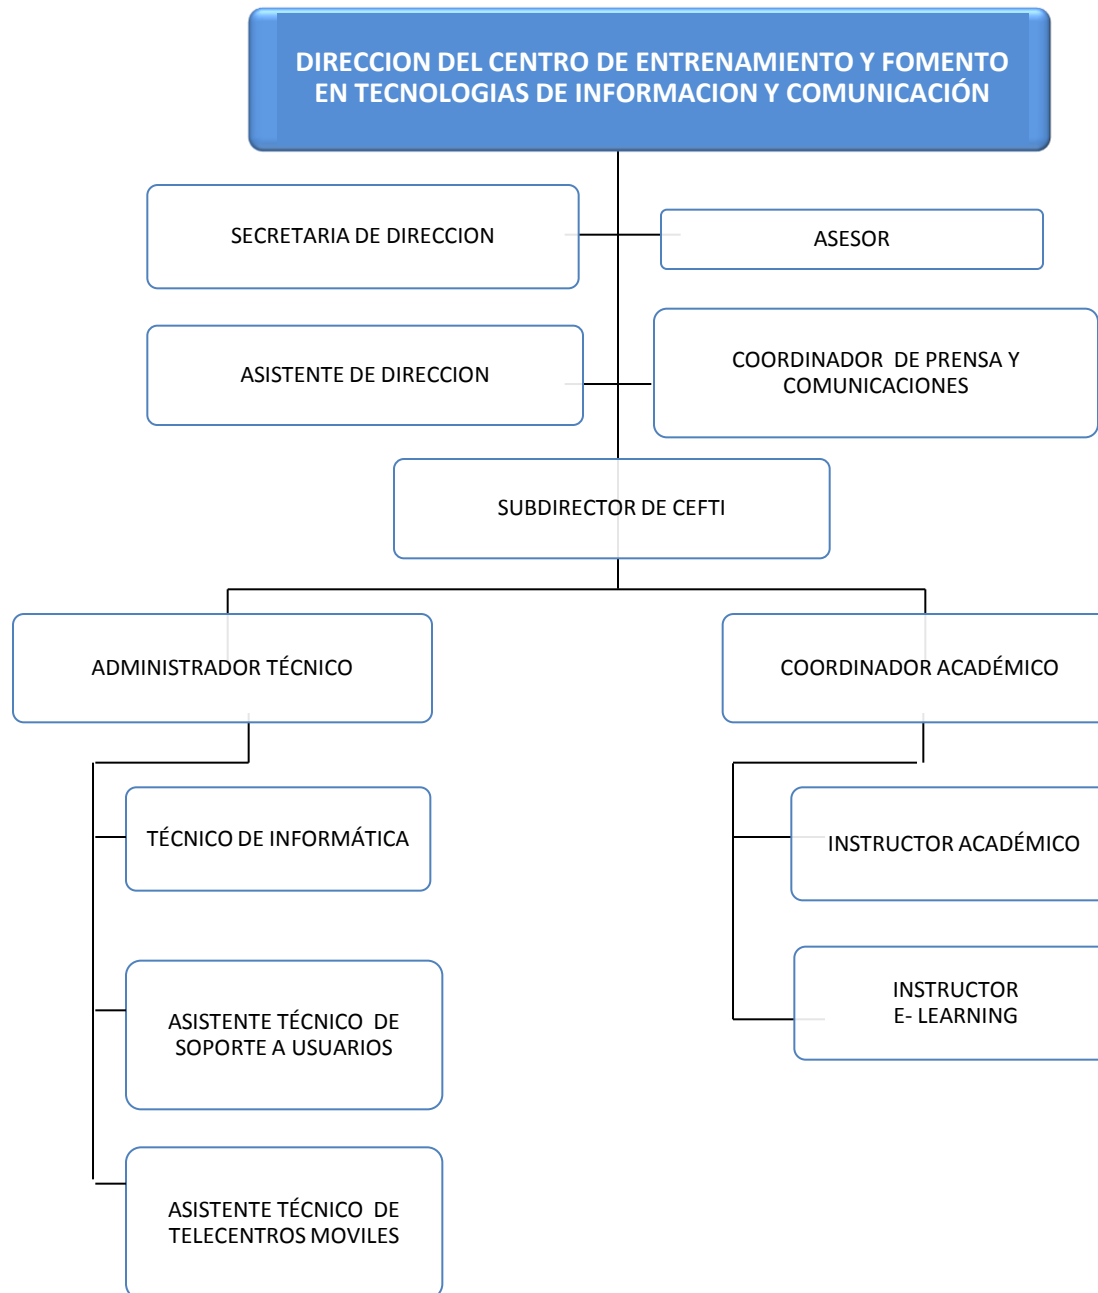 DIRECCION DEL CENTRO DE ENTRENAMIENTO Y FOMENTO
EN TECNOLOGIAS DE INFORMACION Y COMUNICACIÓN
SECRETARIA DE DIRECCION
ASESOR
ASISTENTE DE DIRECCION
COORDINADOR DE PRENSA Y
COMUNICACIONES
SUBDIRECTOR DE CEFTI
ADMINISTRADOR TÉCNICO
COORDINADOR ACADÉMICO
TÉCNICO DE INFORMÁTICA
INSTRUCTOR ACADÉMICO
ASISTENTE TÉCNICO DE
SOPORTE A USUARIOS
INSTRUCTOR
E- LEARNING
ASISTENTE TÉCNICO DE
TELECENTROS MOVILES